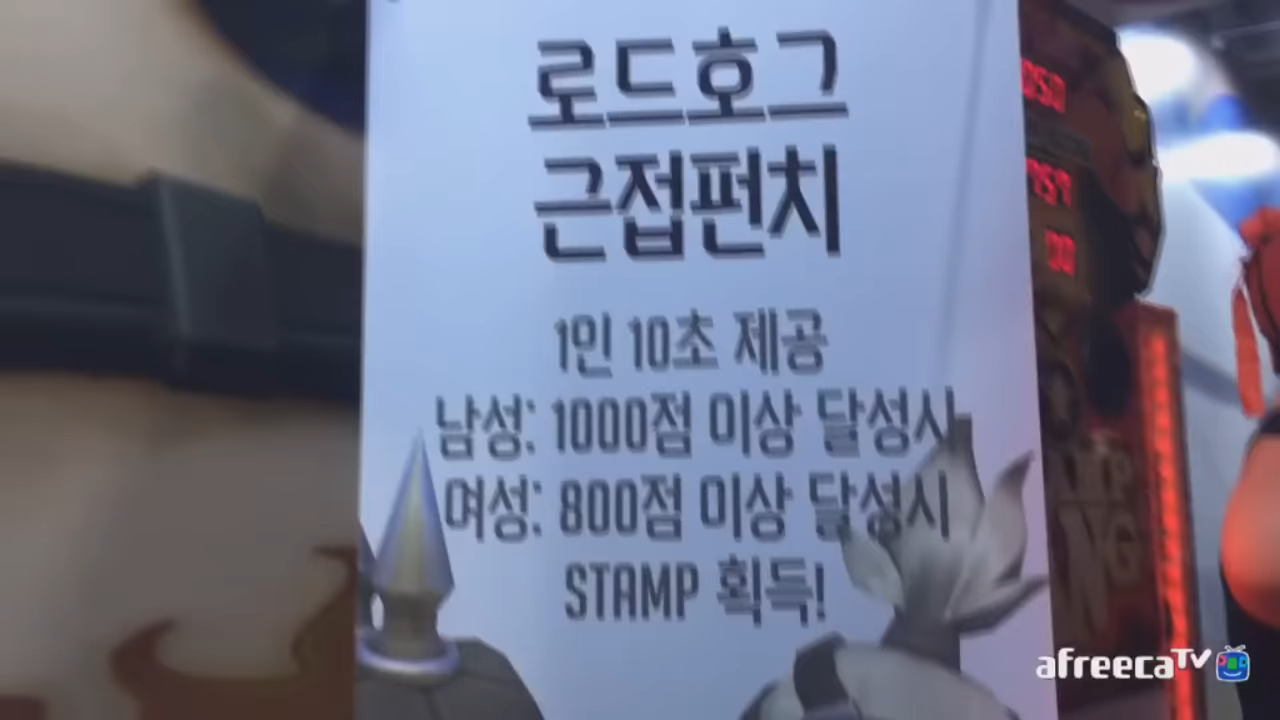 로드호그
근접펀치
1인 10초 제공
남성: 1000점 이상 달성시
여성: 800점 이상 달성시
STAMP 획득!
afreecaTV